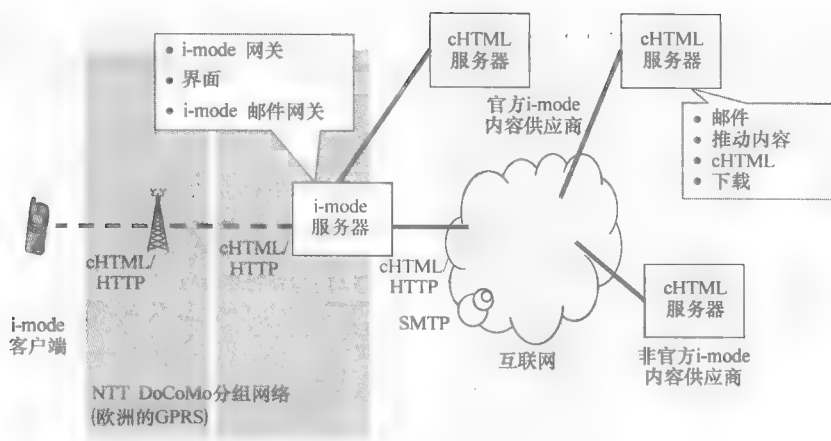 • i-mode 网关
• 界面
• i-mode 邮件网关
cHTML
服务器
cHTML
服务器
官方i-mode
内容供应商
• 邮件
• 推动内容
• cHTML
• 下载
i-mode
服务器
cHTML/
HTTP
cHTML/
HTTP
cHTML/
HTTP
SMTP
互联网
cHTML
服务器
非官方i-mode
内容供应商
i-mode
客户端
NTT DoCoMo分组网络
(欧洲的GPRS)